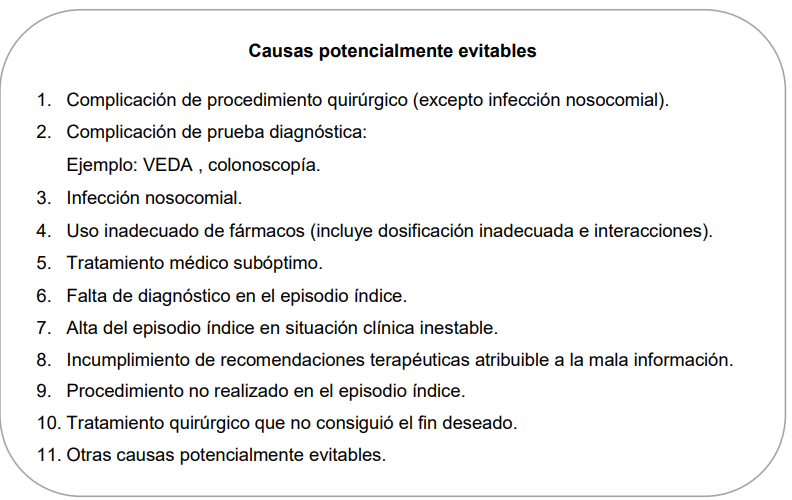 Causas potencialmente evitables
1. Complicación de procedimiento quirúrgico (excepto infección nosocomial).
2. Complicación de prueba diagnóstica:
Ejemplo: VEDA , colonoscopía.
3. Infección nosocomial.
4. Uso inadecuado de fármacos (incluye dosificación inadecuada e interacciones).
5. Tratamiento médico subóptimo.
6. Falta de diagnóstico en el episodio índice.
7. Alta del episodio índice en situación clínica inestable.
8. Incumplimiento de recomendaciones terapéuticas atribuible a la mala información.
9. Procedimiento no realizado en el episodio índice.
10. Tratamiento quirúrgico que no consiguió el fin deseado.
11. Otras causas potencialmente evitables.